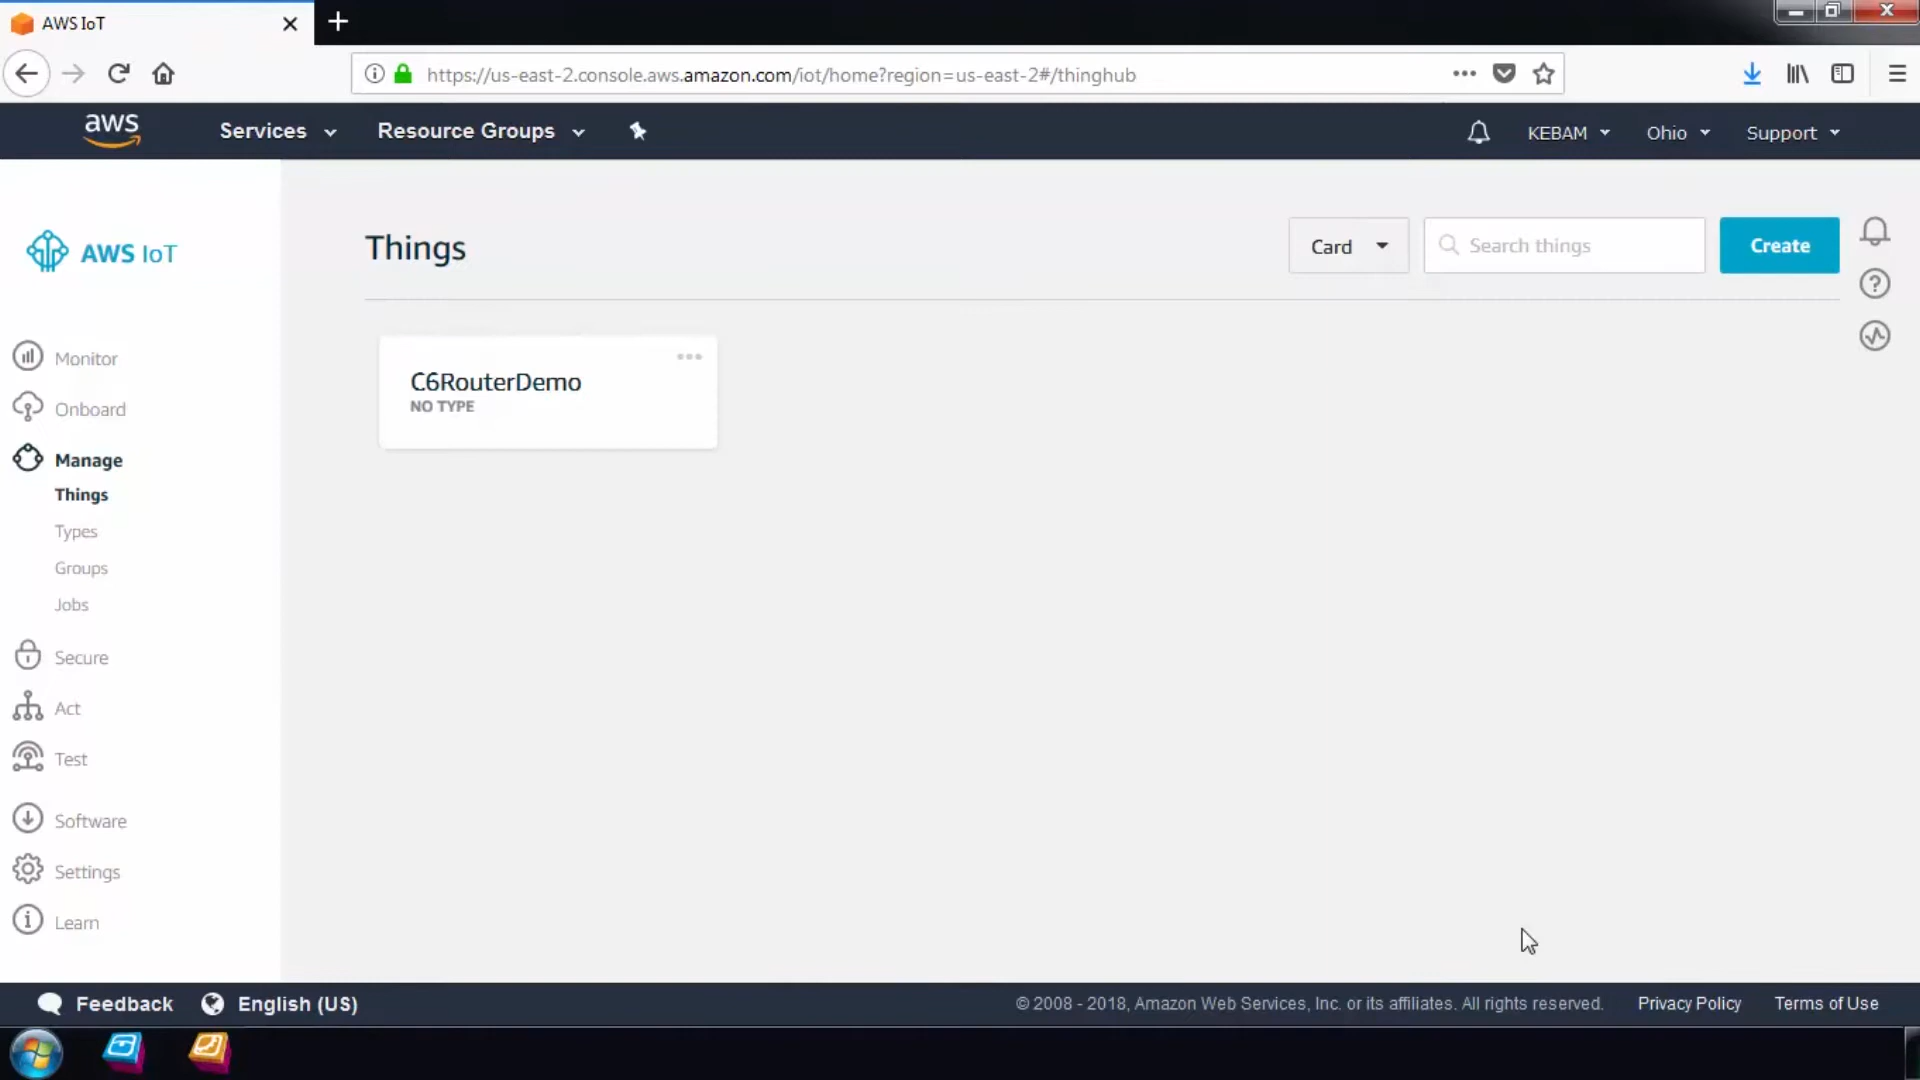 AWS IoT
https://us-east-2.console.aws.amazon.com/iot/home?region=us-east-2#/thinghub
aws
Services
Resource Groups
KEBAM
Ohio
Support
AWS IoT
Things
Card
Search things
Create
C6RouterDemo
NO TYPE
Monitor
Onboard
Manage
Things
Types
Groups
Jobs
Secure
Act
Test
Software
Settings
Learn
Feedback
English (US)
© 2008 - 2018, Amazon Web Services, Inc. or its affiliates. All rights reserved.
Privacy Policy
Terms of Use